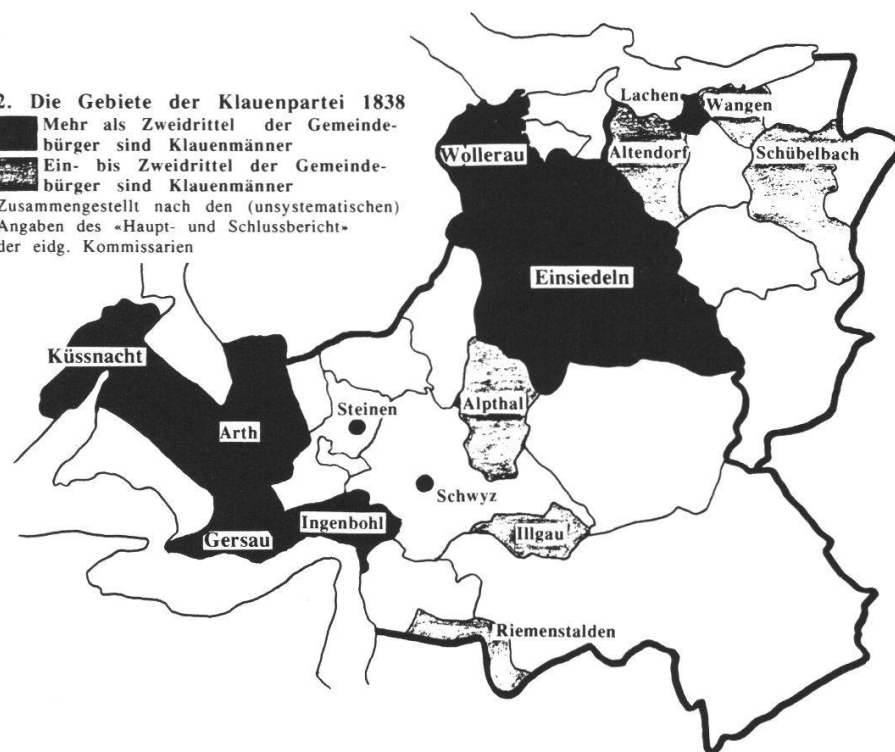 2. Die Gebiete der Klauenpartei 1838
Mehr als Zweidrittel der Gemeinde-
bürger sind Klauenmänner
Ein- bis Zweidrittel der Gemeinde-
bürger sind Klauenmänner
Zusammengestellt nach den (unsystematischen)
Angaben des «Haupt- und Schlussbericht»
der eidg. Kommissarien
Lachen
Wangen
Wollerau
Altendorf
Schübelbach
Einsiedeln
Küssnacht
Alpthal
Steinen
Arth
Schwyz
Ingenbohl
Illgau
Gersau
Riemenstalden